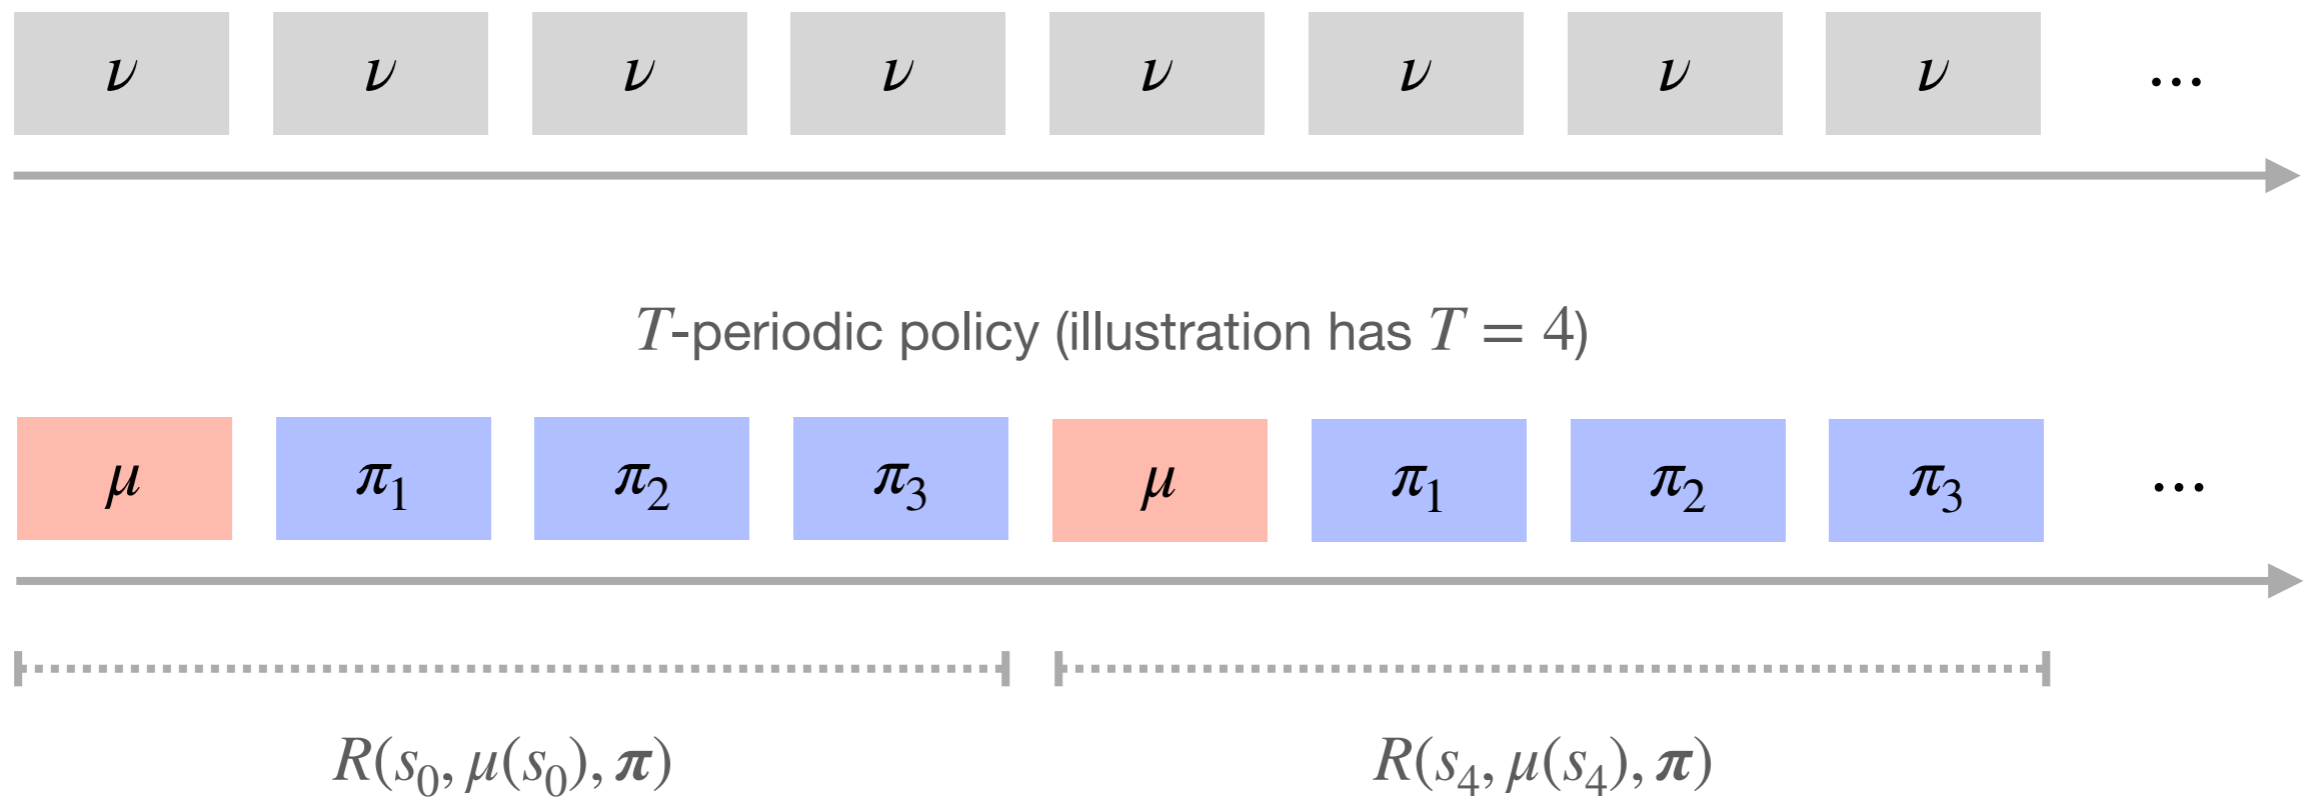 ν ν ν ν ν ν ν ν ...
T-periodic policy (illustration has T = 4)
μ π₁ π₂ π₃ μ π₁ π₂ π₃ ...
R(s₀, μ(s₀), 𝝅) R(s₄, μ(s₄), 𝝅)